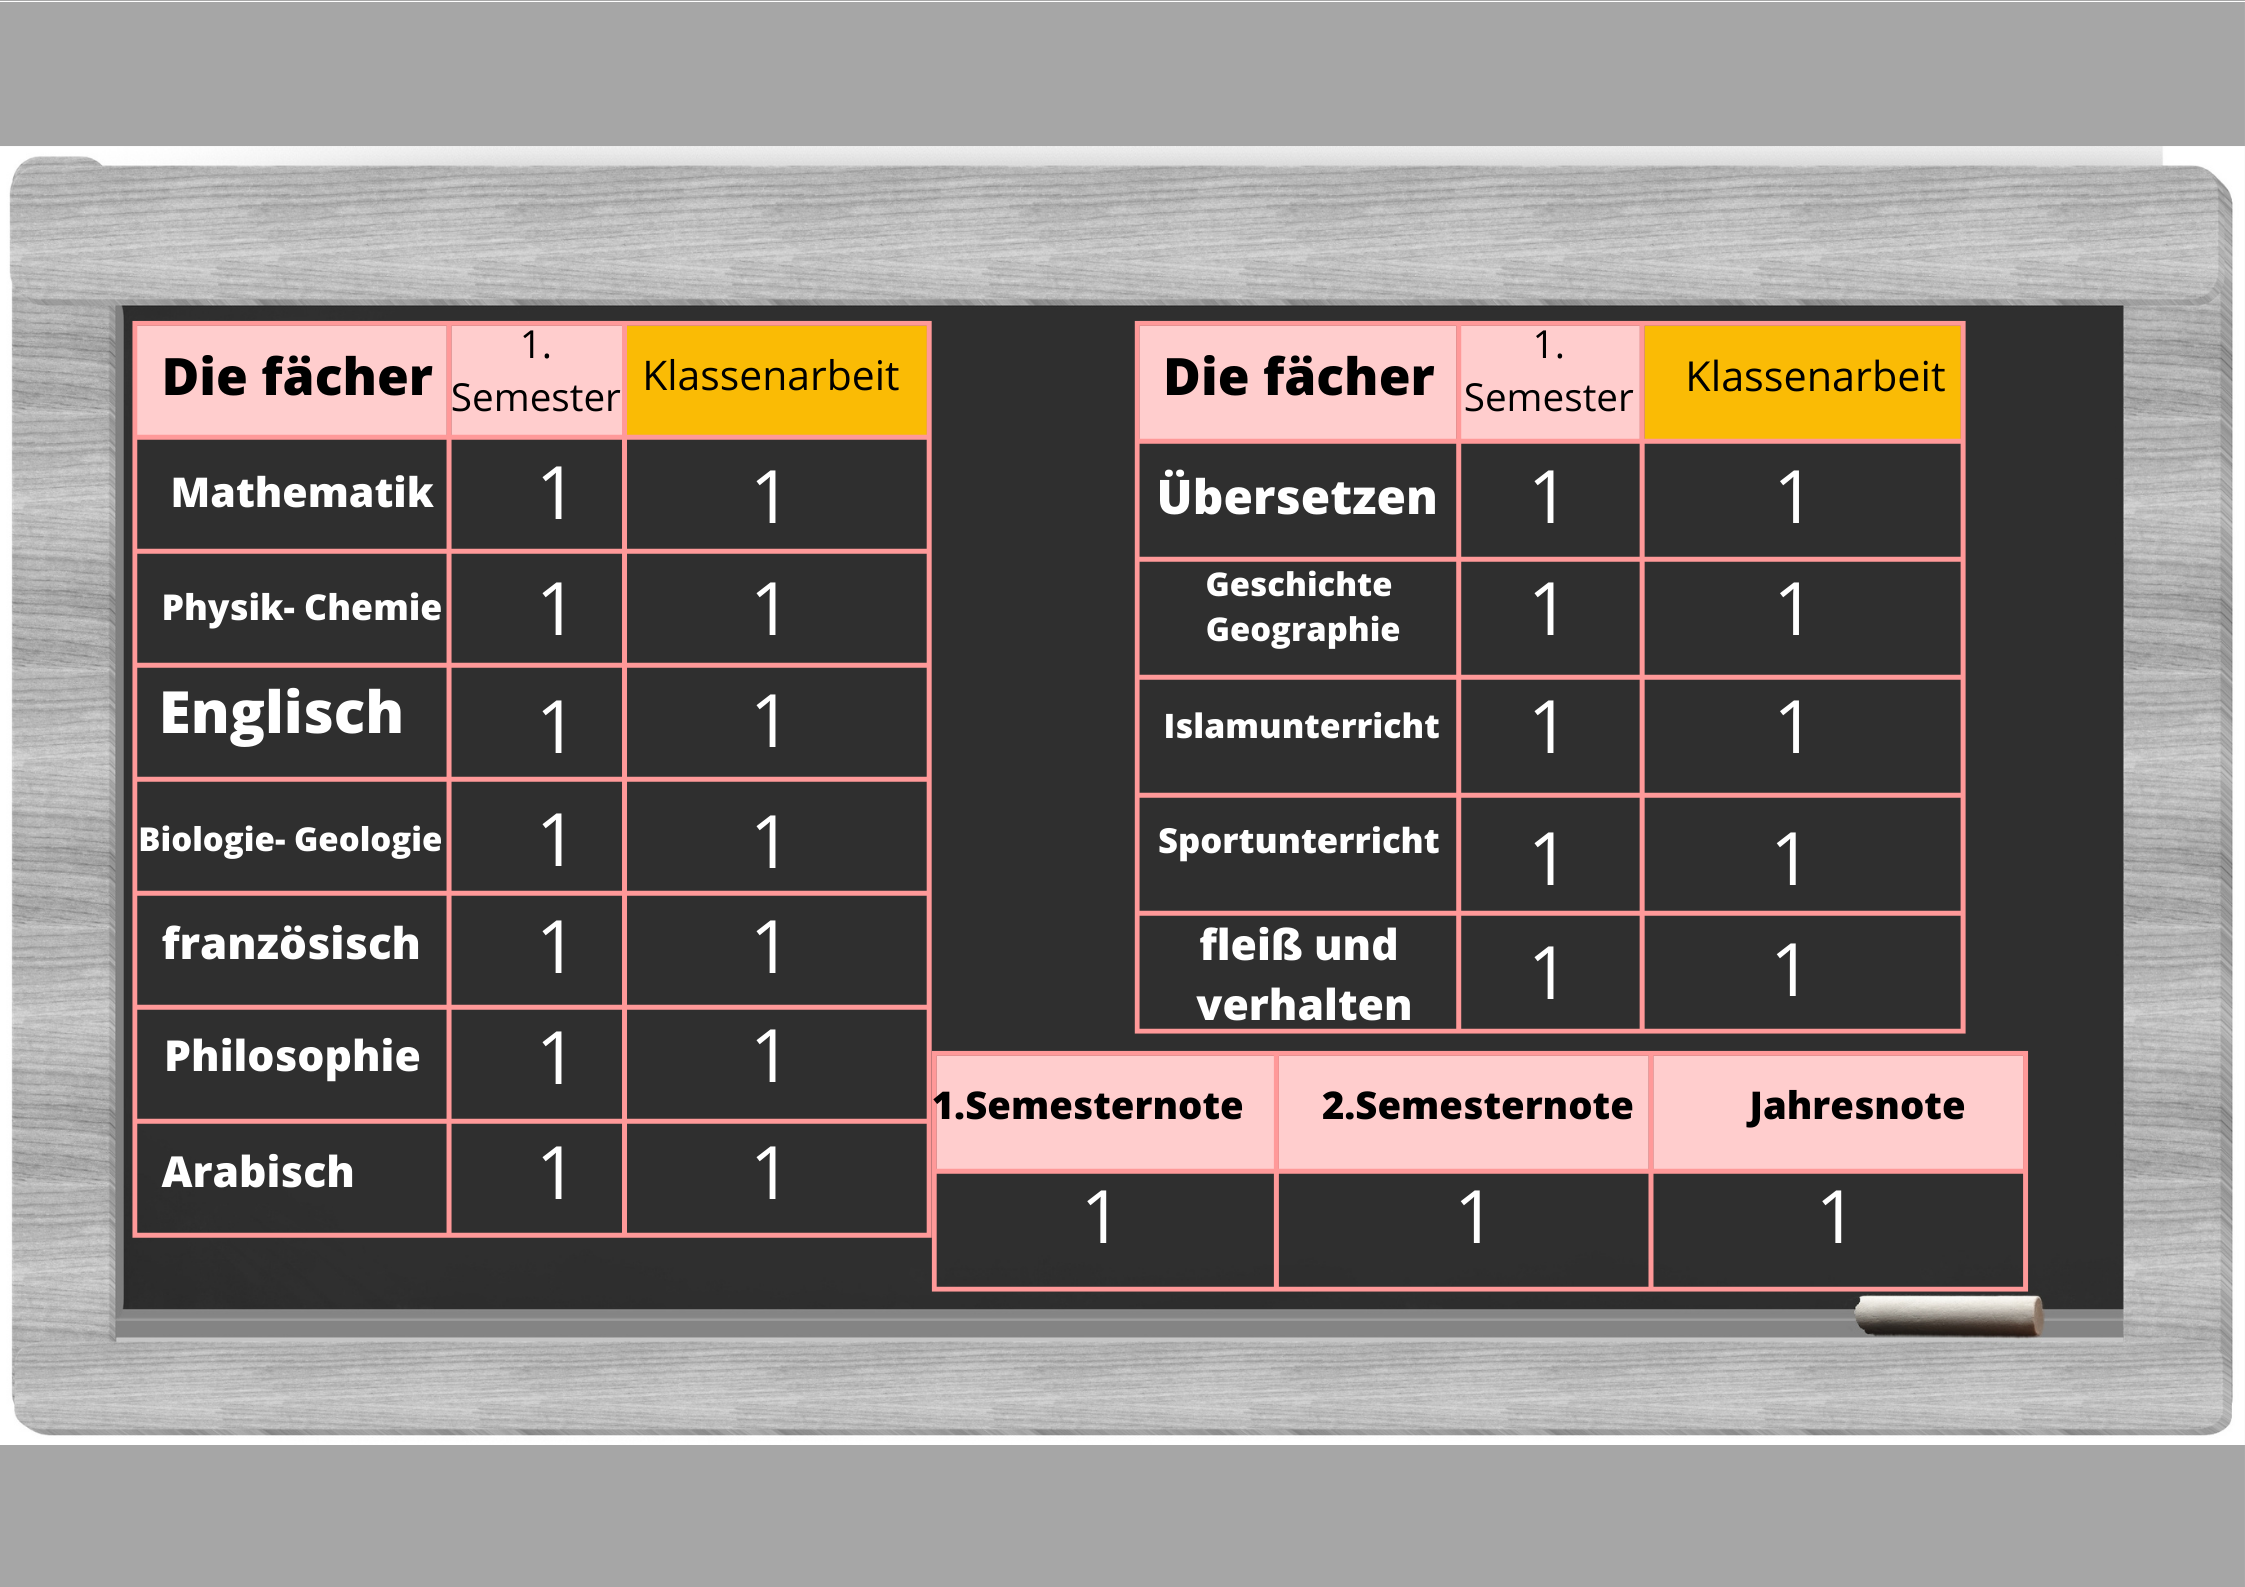 Die fächer 1. Semester Klassenarbeit
Mathematik 1 1
Physik- Chemie 1 1
Englisch 1 1
Biologie- Geologie 1 1
französisch 1 1
Philosophie 1 1
Arabisch 1 1
Die fächer 1. Semester Klassenarbeit
Übersetzen 1 1
Geschichte Geographie 1 1
Islamunterricht 1 1
Sportunterricht 1 1
fleiß und verhalten 1 1
1.Semesternote 2.Semesternote Jahresnote
1 1 1